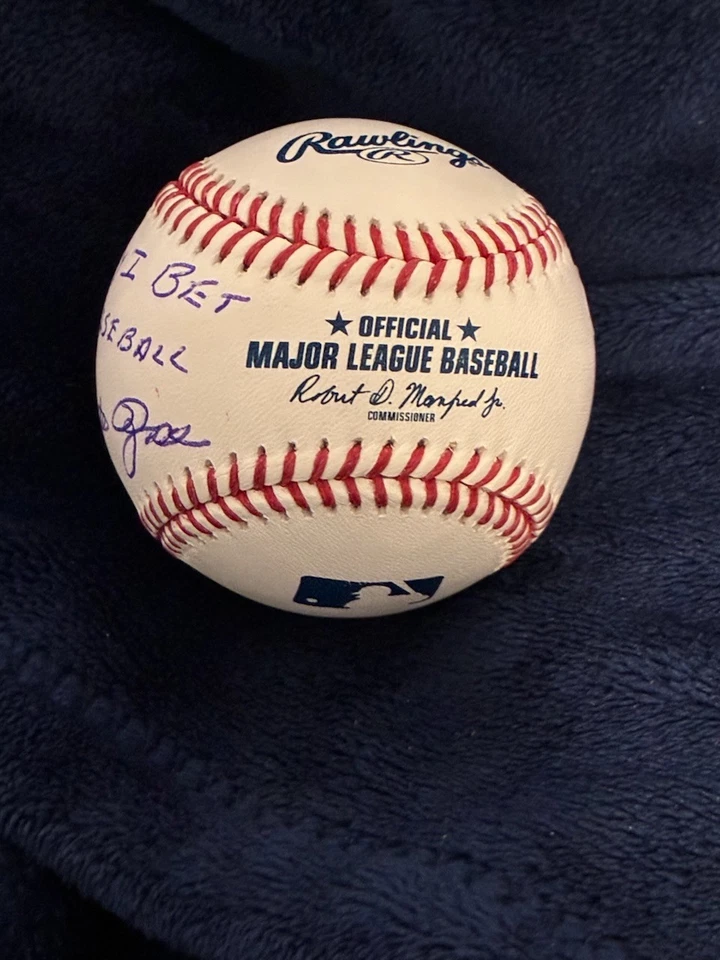 Rawlings
R
I BET
SEBALL
★ OFFICIAL ★
MAJOR LEAGUE BASEBALL
Robert D. Manfred Jr.
COMMISSIONER